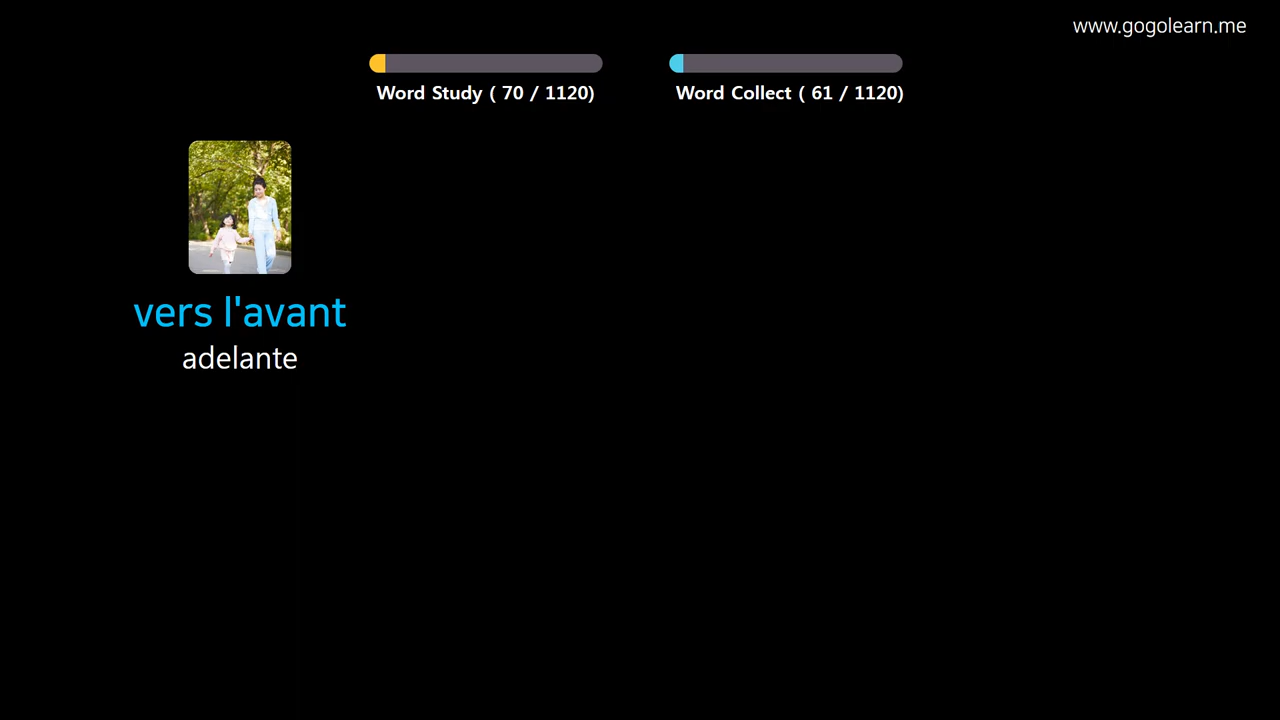 www.gogolearn.me
Word Study ( 70 / 1120)
Word Collect ( 61 / 1120)
vers l'avant
adelante